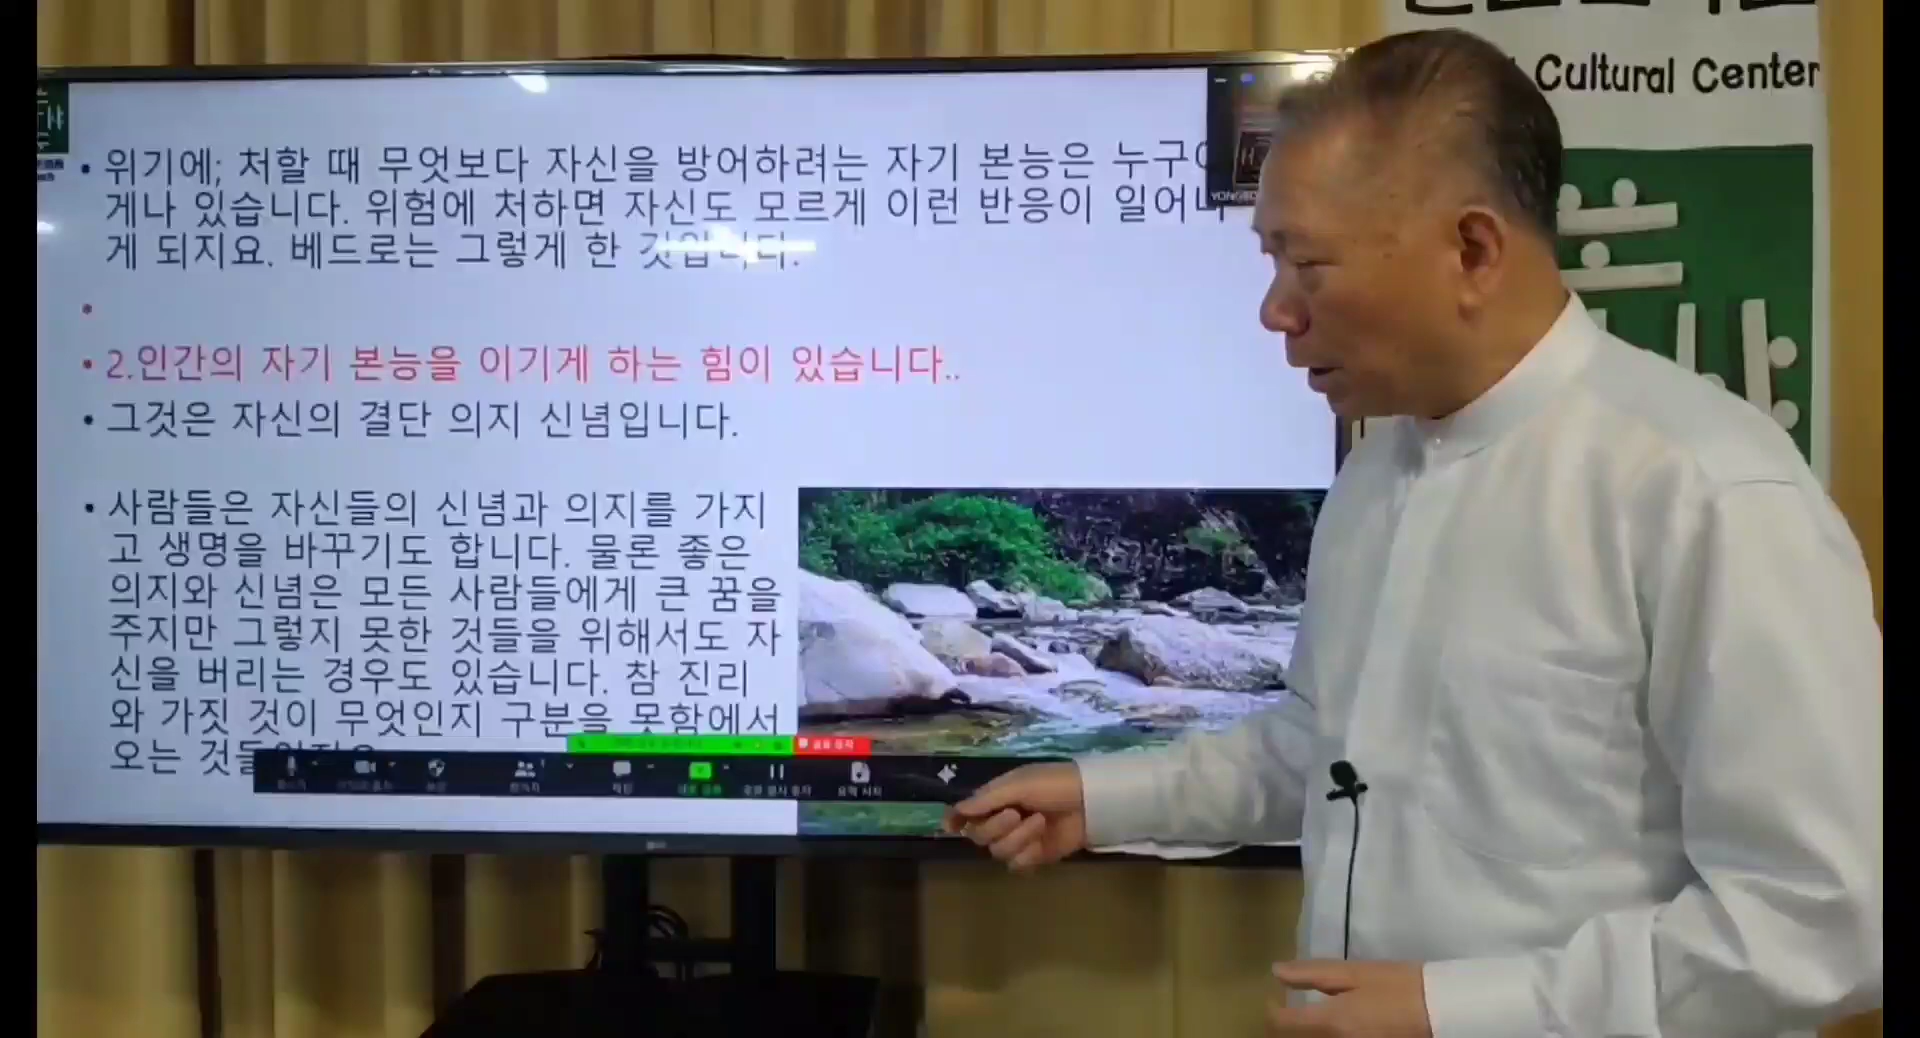 Cultural Center
• 위기에; 처할 때 무엇보다 자신을 방어하려는 자기 본능은 누구에
게나 있습니다. 위험에 처하면 자신도 모르게 이런 반응이 일어나
게 되지요. 베드로는 그렇게 한 것입니다.
•
• 2.인간의 자기 본능을 이기게 하는 힘이 있습니다..
• 그것은 자신의 결단 의지 신념입니다.
• 사람들은 자신들의 신념과 의지를 가지
고 생명을 바꾸기도 합니다. 물론 좋은
의지와 신념은 모든 사람들에게 큰 꿈을
주지만 그렇지 못한 것들을 위해서도 자
신을 버리는 경우도 있습니다. 참 진리
와 가짓 것이 무엇인지 구분을 못함에서
오는 것들